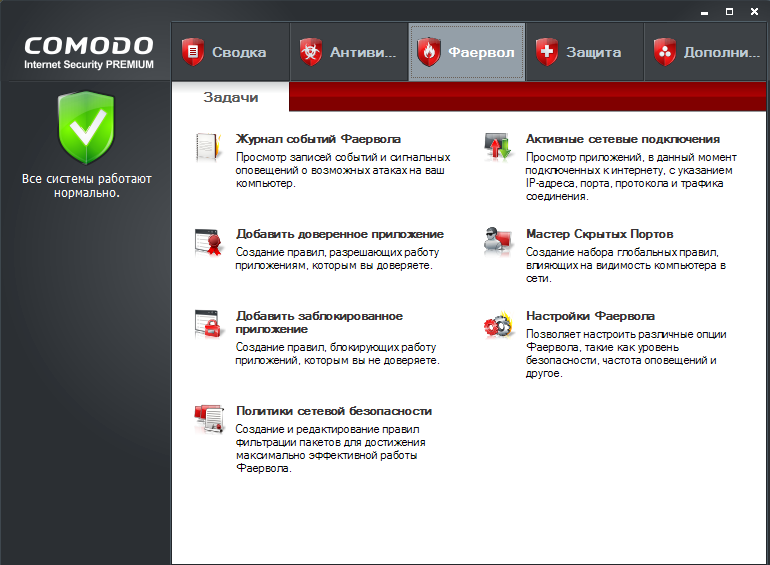 COMODO
Internet Security PREMIUM
Сводка
Антиви...
Фаервол
Защита
Дополни...
Все системы работают
нормально.
Задачи
Журнал событий Фаервола
Просмотр записей событий и сигнальных
оповещений о возможных атаках на ваш
компьютер.
Активные сетевые подключения
Просмотр приложений, в данный момент
подключенных к интернету, с указанием
IP-адреса, порта, протокола и трафика
соединения.
Добавить доверенное приложение
Создание правил, разрешающих работу
приложениям, которым вы доверяете.
Мастер Скрытых Портов
Создание набора глобальных правил,
влияющих на видимость компьютера в
сети.
Добавить заблокированное
приложение
Создание правил, блокирующих работу
приложений, которым вы не доверяете.
Настройки Фаервола
Позволяет настроить различные опции
Фаервола, такие как уровень
безопасности, частота оповещений и
другое.
Политики сетевой безопасности
Создание и редактирование правил
фильтрации пакетов для достижения
максимально эффективной работы
Фаервола.